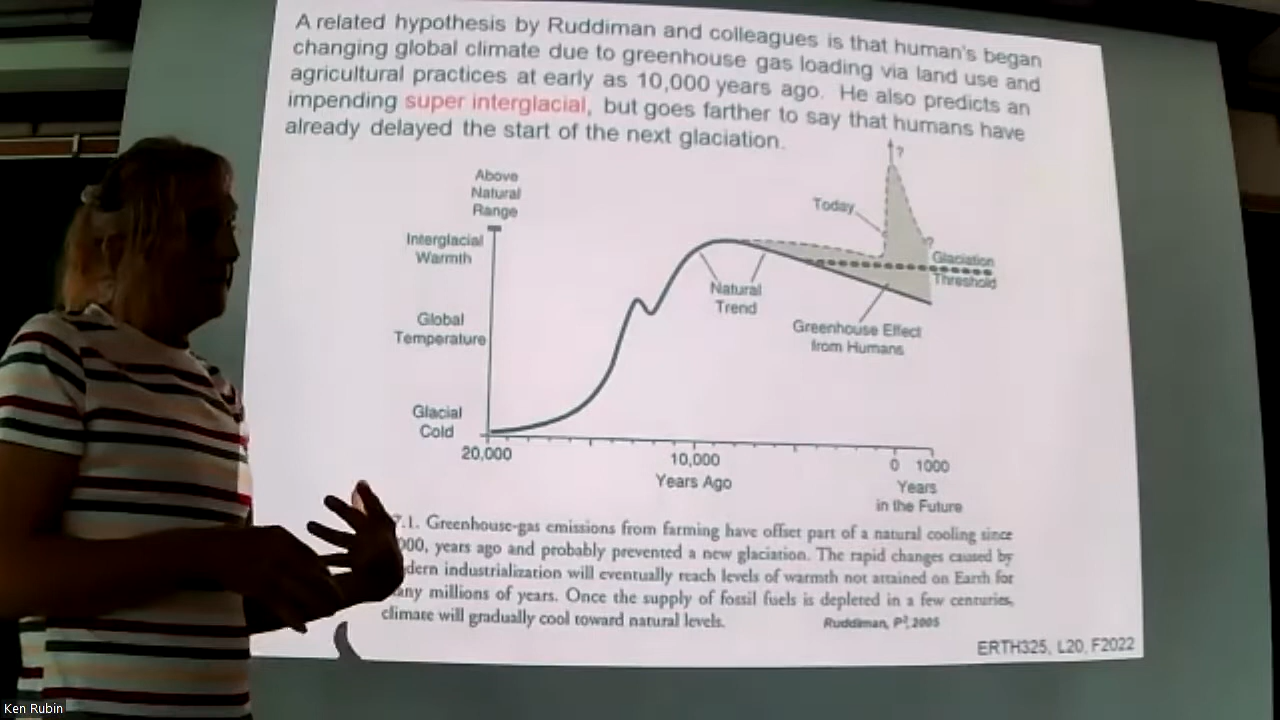 A related hypothesis by Ruddiman and colleagues is that human's began
changing global climate due to greenhouse gas loading via land use and
agricultural practices at early as 10,000 years ago. He also predicts an
impending super interglacial, but goes farther to say that humans have
already delayed the start of the next glaciation.
Above
Natural
Range
Interglacial
Warmth
Global
Temperature
Glacial
Cold
?
Today
?
Glaciation
Threshold
Natural
Trend
Greenhouse Effect
from Humans
20,000
10,000
0 1000
Years Ago
Years
in the Future
7.1. Greenhouse-gas emissions from farming have offset part of a natural cooling since
000, years ago and probably prevented a new glaciation. The rapid changes caused by
dern industrialization will eventually reach levels of warmth not attained on Earth for
any millions of years. Once the supply of fossil fuels is depleted in a few centuries,
climate will gradually cool toward natural levels.
Ruddiman, P³, 2005
ERTH325, L20, F2022
Ken Rubin